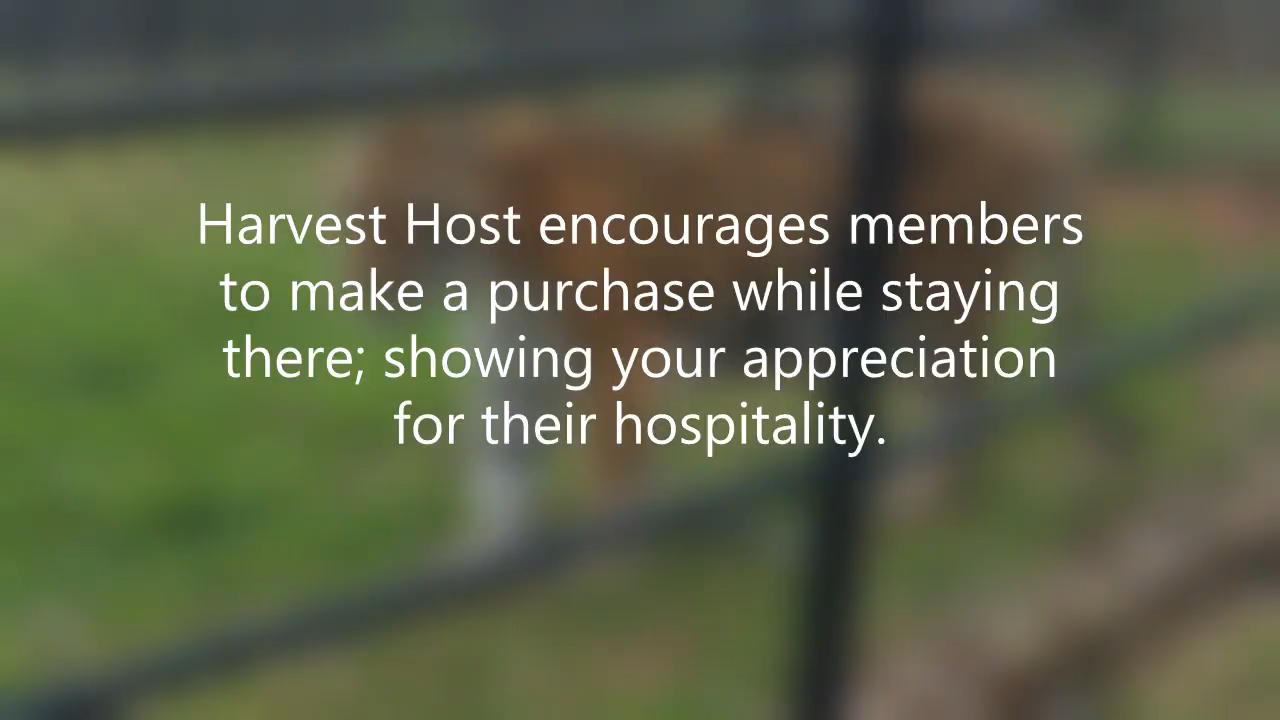 Harvest Host encourages members
to make a purchase while staying
there; showing your appreciation
for their hospitality.